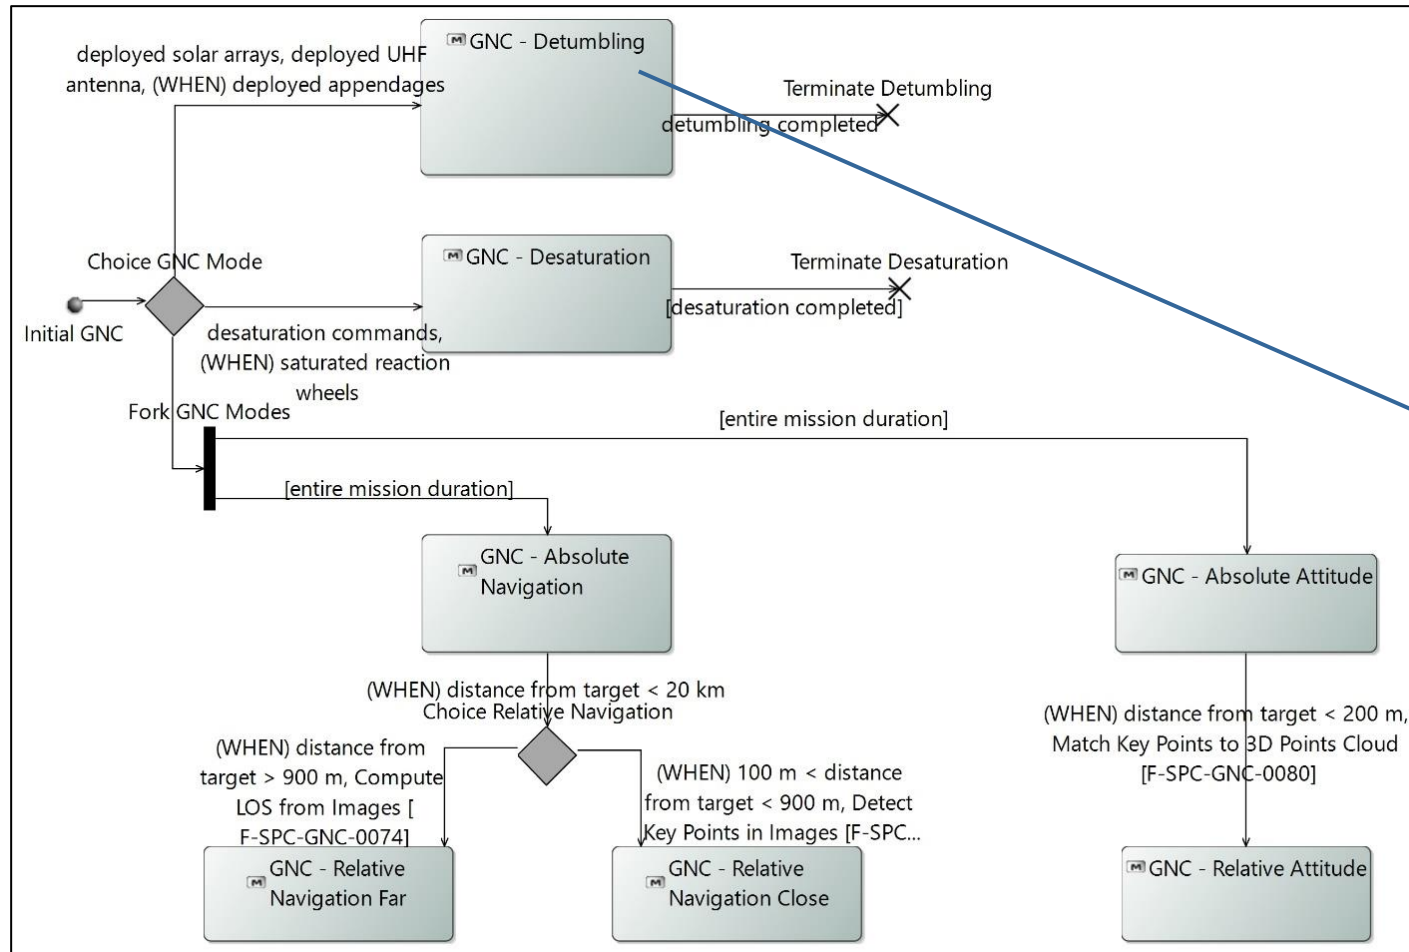 deployed solar arrays, deployed UHF
antenna, (WHEN) deployed appendages
GNC - Detumbling
Terminate Detumbling
detumbling completed
Choice GNC Mode
Initial GNC
GNC - Desaturation
Terminate Desaturation
[desaturation completed]
desaturation commands,
(WHEN) saturated reaction
wheels
Fork GNC Modes
[entire mission duration]
[entire mission duration]
GNC - Absolute
Navigation
GNC - Absolute Attitude
(WHEN) distance from target < 20 km
Choice Relative Navigation
(WHEN) distance from
target > 900 m, Compute
LOS from Images [
F-SPC-GNC-0074]
(WHEN) 100 m < distance
from target < 900 m, Detect
Key Points in Images [F-SPC...
(WHEN) distance from target < 200 m,
Match Key Points to 3D Points Cloud
[F-SPC-GNC-0080]
GNC - Relative
Navigation Far
GNC - Relative
Navigation Close
GNC - Relative Attitude